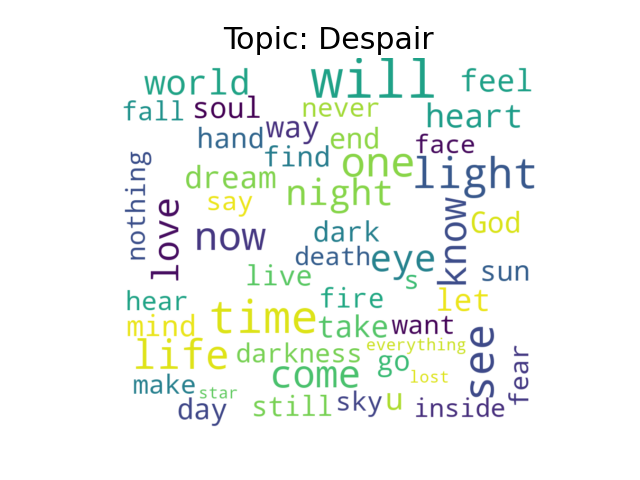 Topic: Despair
will
world
feel
fall
soul
never
heart
hand
way
end
face
find
one
light
dream
night
nothing
say
love
know
God
now
dark
death
eye
sun
live
s
hear
fire
let
mind
time
take
want
life
darkness
everything
see
come
go
fear
make
star
lost
day
still
sky
u
inside